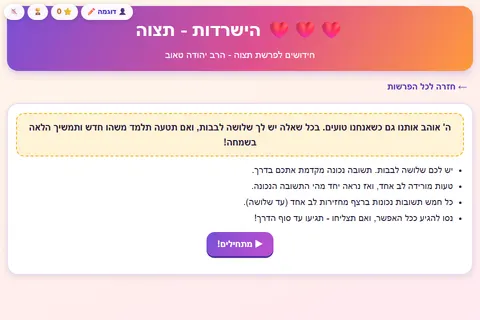 דוגמה
0
הישרדות - תצוה
חידושים לפרשת תצוה - הרב יהודה טאוב
← חזרה לכל הפרשות
ה' אוהב אותנו גם כשאנחנו טועים. בכל שאלה יש לך שלושה לבבות, ואם תטעה תלמד משהו חדש ותמשיך הלאה
בשמחה!
• יש לכם שלושה לבבות. תשובה נכונה מקדמת אתכם בדרך.
• טעות מורידה לב אחד, ואז נראה יחד מהי התשובה הנכונה.
• כל חמש תשובות נכונות ברצף מחזירות לב אחד (עד שלושה).
• נסו להגיע ככל האפשר, ואם תצליחו - תגיעו עד סוף הדרך!
▶ מתחילים!